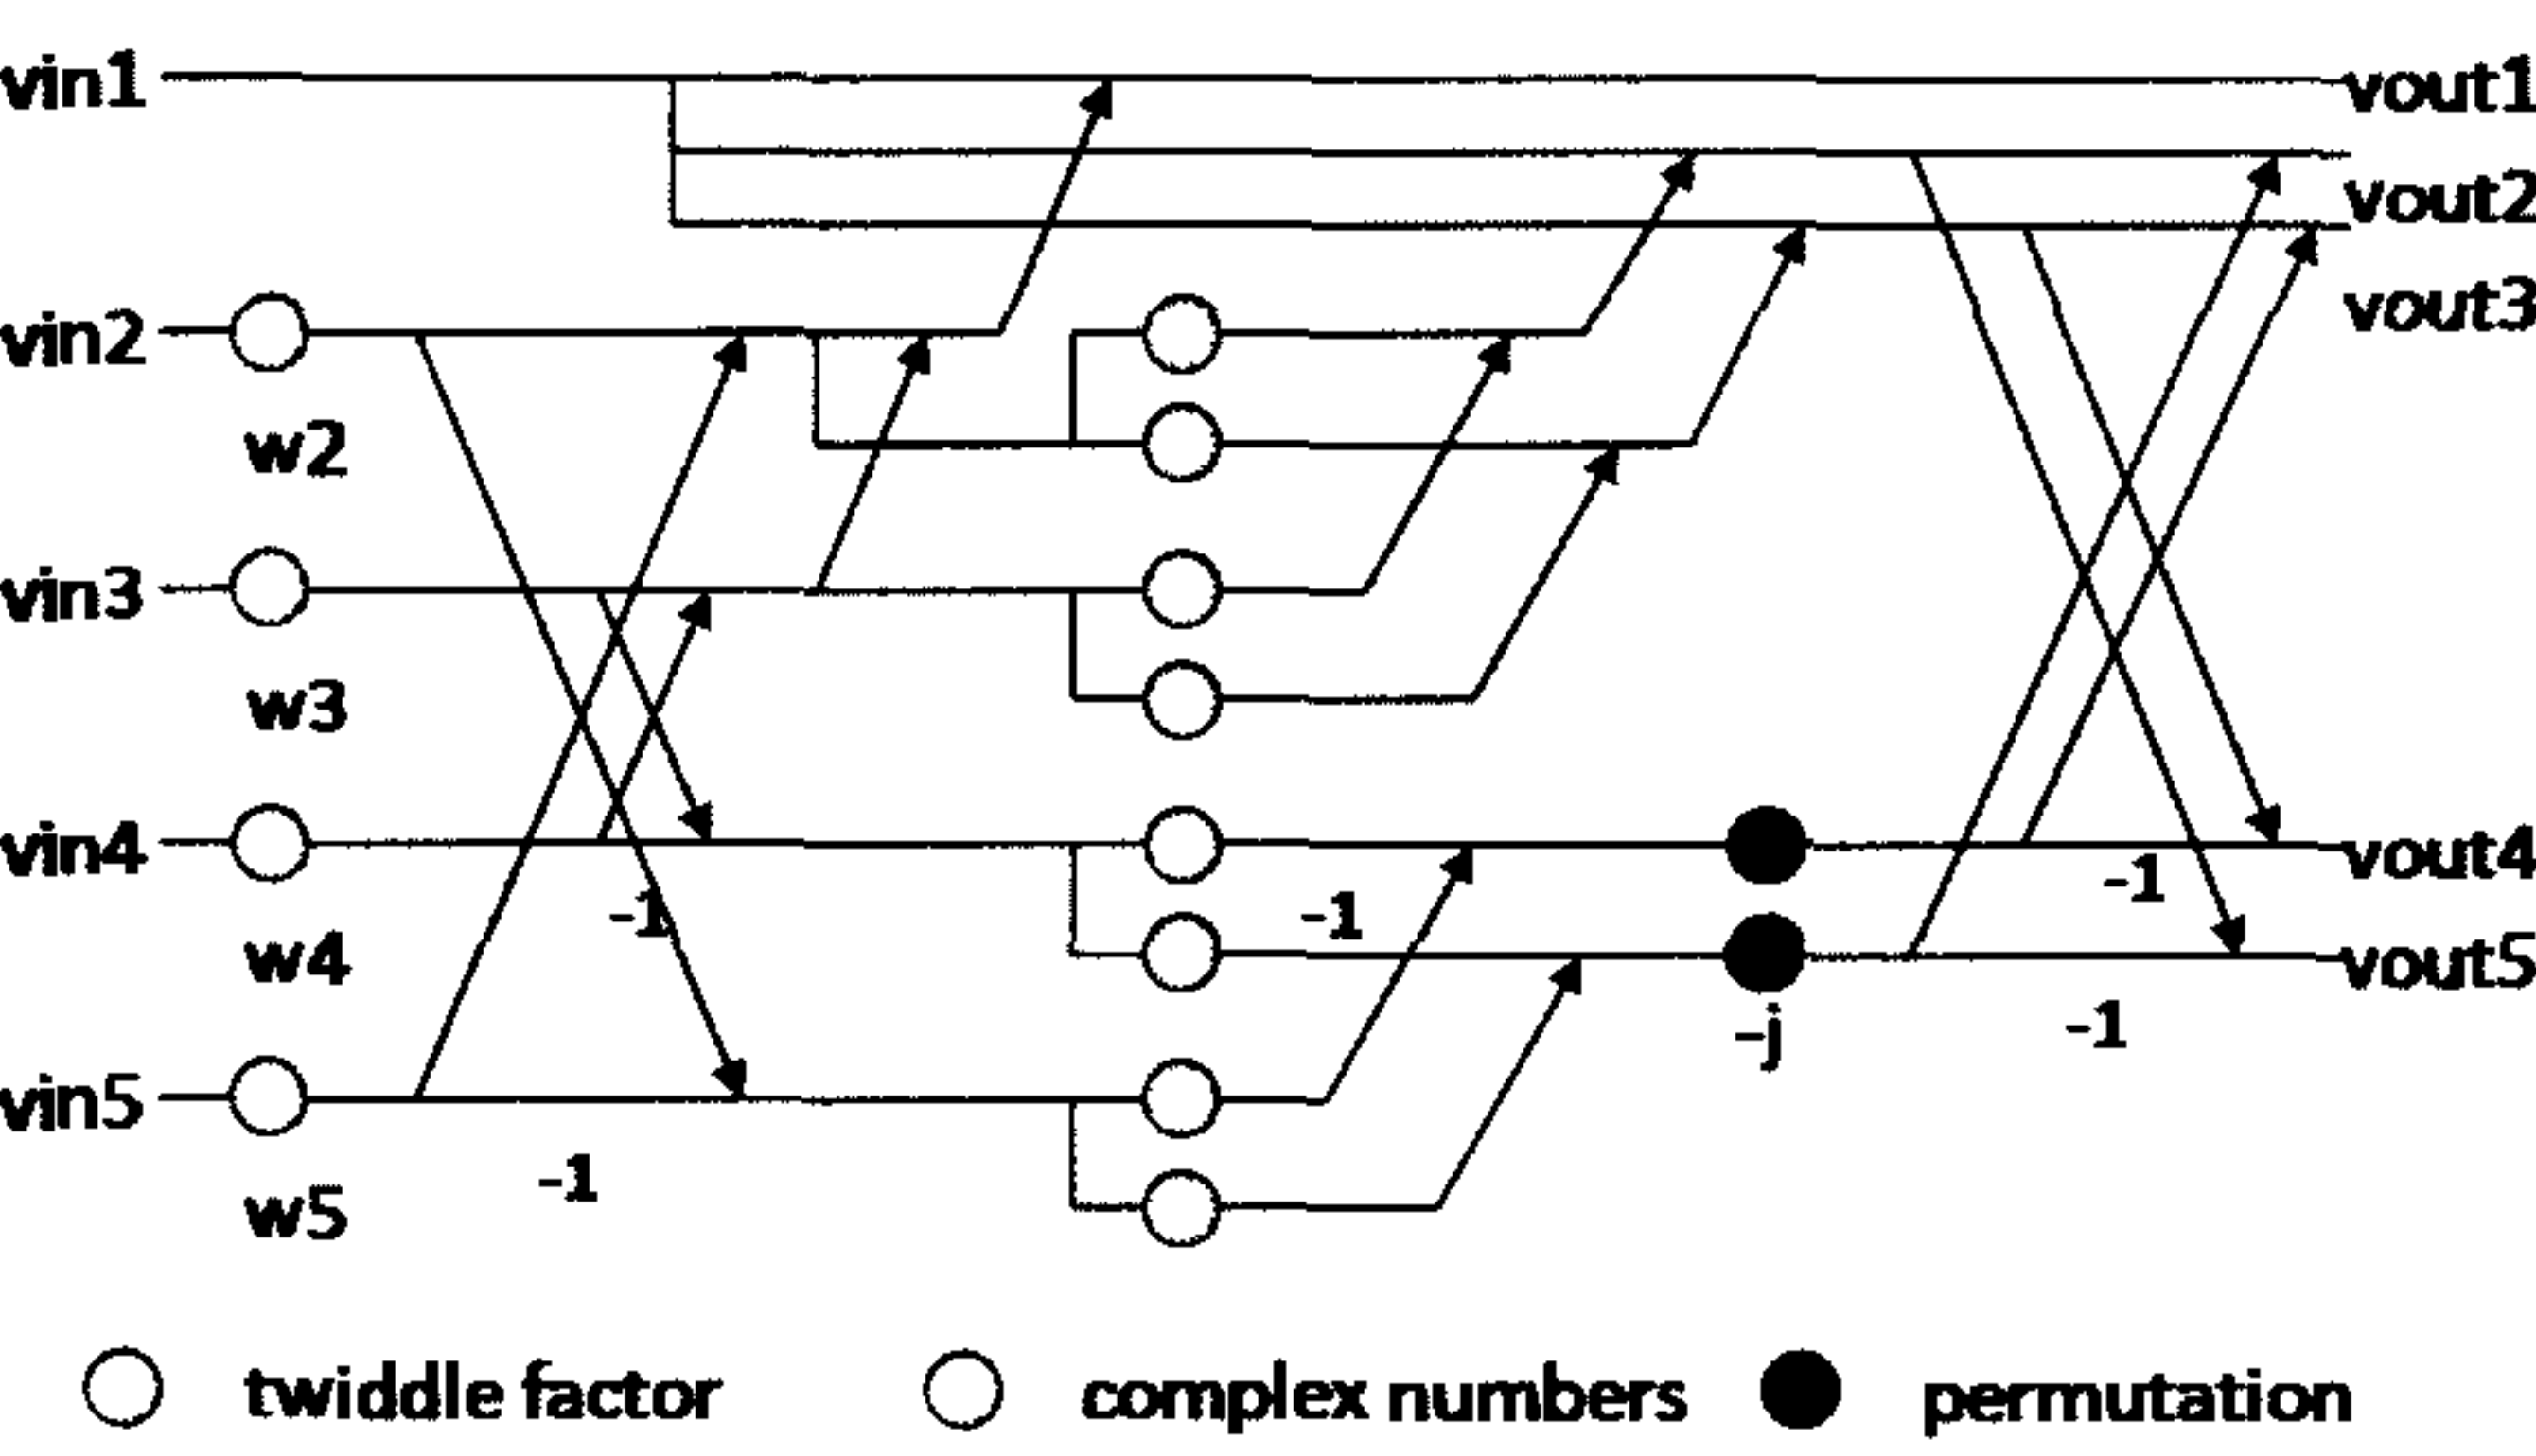 vin1
vout1
vout2
vout3
vin2
w2
vin3
w3
vin4
vout4
-1
-1
-1
w4
vout5
-j
-1
vin5
-1
w5
twiddle factor
complex numbers
permutation